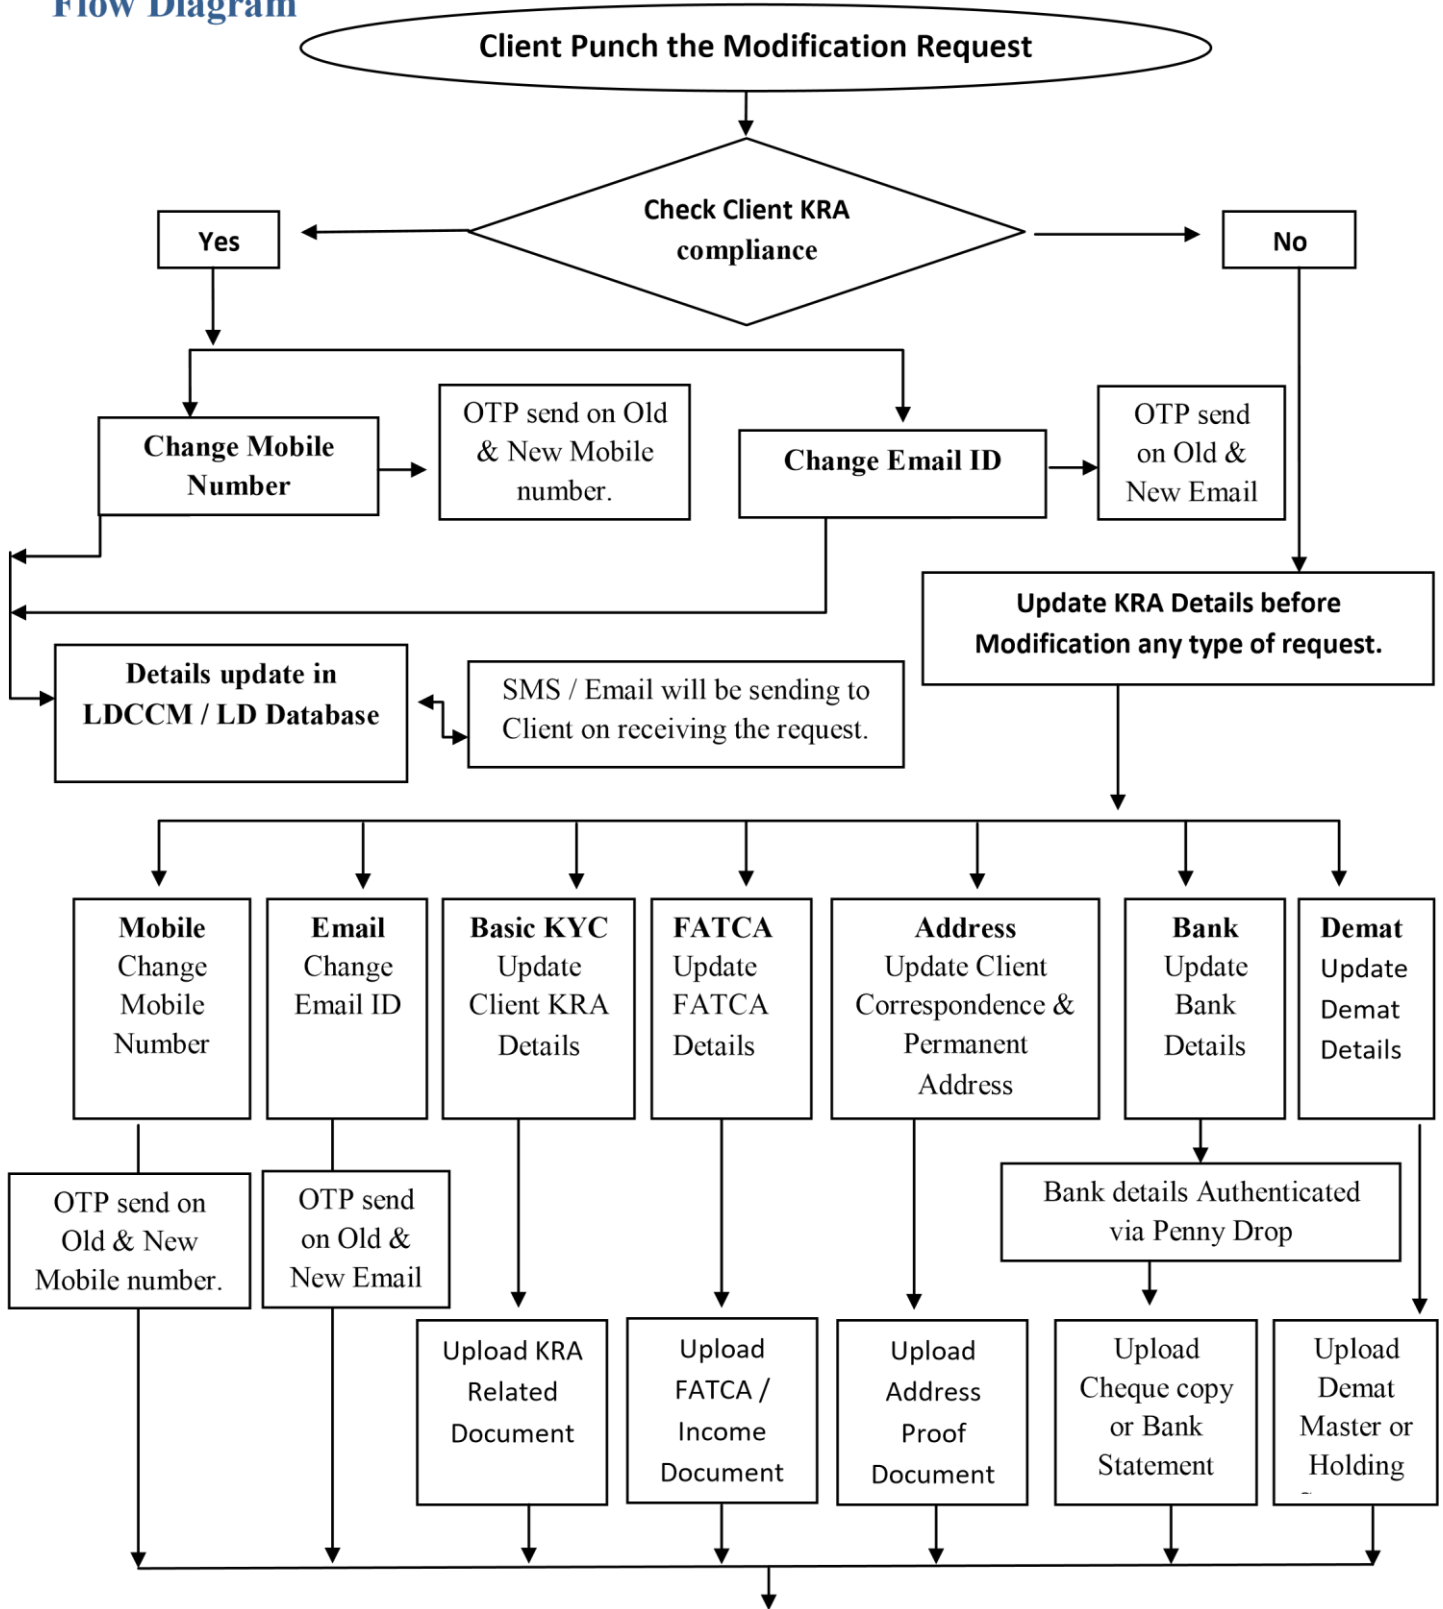 Flow Diagram
Client Punch the Modification Request
Check Client KRA
compliance
Yes
No
Change Mobile
Number
OTP send on Old
& New Mobile
number.
Change Email ID
OTP send
on Old &
New Email
Update KRA Details before
Modification any type of request.
Details update in
LDCCM / LD Database
SMS / Email will be sending to
Client on receiving the request.
Mobile
Change
Mobile
Number
Email
Change
Email ID
Basic KYC
Update
Client KRA
Details
FATCA
Update
FATCA
Details
Address
Update Client
Correspondence &
Permanent
Address
Bank
Update
Bank
Details
Demat
Update
Demat
Details
OTP send on
Old & New
Mobile number.
OTP send
on Old &
New Email
Bank details Authenticated
via Penny Drop
Upload KRA
Related
Document
Upload
FATCA /
Income
Document
Upload
Address
Proof
Document
Upload
Cheque copy
or Bank
Statement
Upload
Demat
Master or
Holding